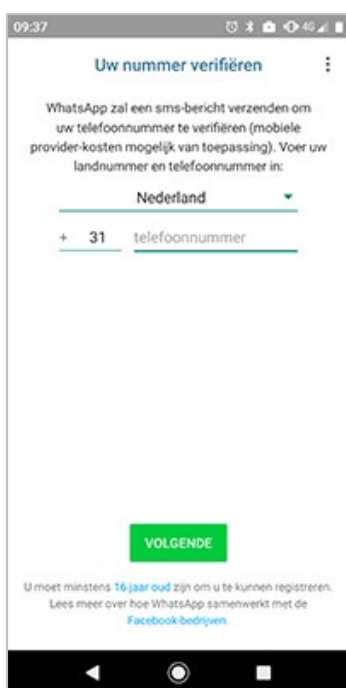 09:37
4G
Uw nummer verifiëren
WhatsApp zal een sms-bericht verzenden om
uw telefoonnummer te verifiëren (mobiele
provider-kosten mogelijk van toepassing). Voer uw
landnummer en telefoonnummer in:
Nederland
+ 31 telefoonnummer
VOLGENDE
U moet minstens 16 jaar oud zijn om u te kunnen registreren.
Lees meer over hoe WhatsApp samenwerkt met de
Facebook-bedrijven.